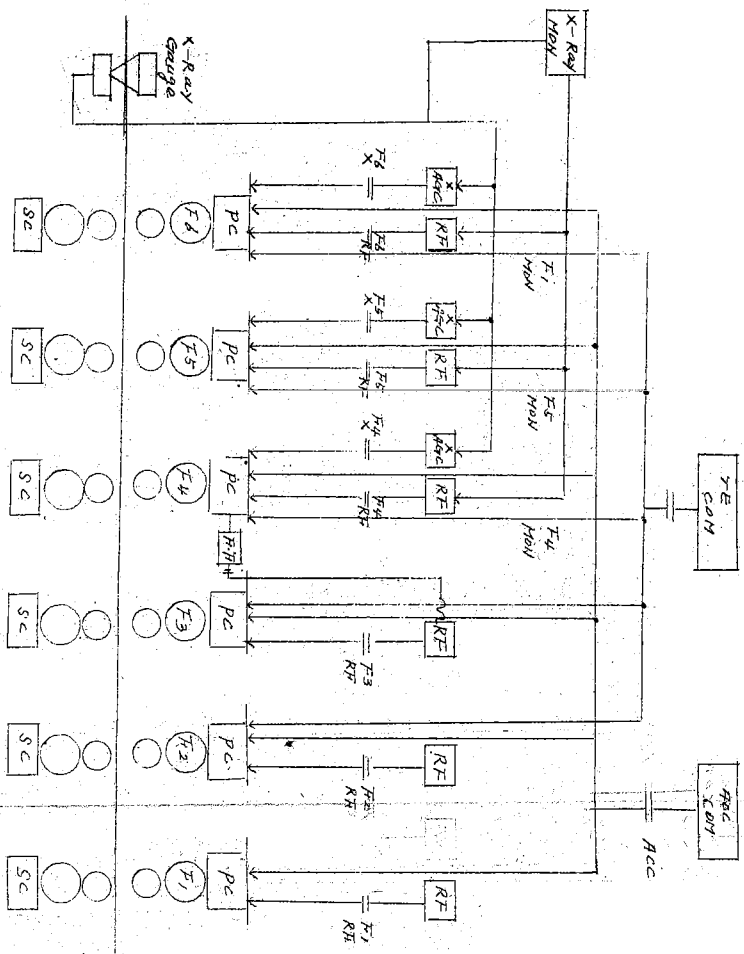 TE
COM
COM
ACC
X-Ray
MON
F1
MON
F5
MON
F4
MON
X
AGC
RF
X
AGC
RF
X
AGC
RF
RF
RF
RF
F6
X
F6
RF
F5
X
F5
RF
F4
X
F4
RF
F3
RF
F2
RF
F1
RF
PC
PC
PC
F.F
PC
PC
PC
F6
F5
F4
F3
F2
F1
X-Ray
Gauge
SC
SC
SC
SC
SC
SC